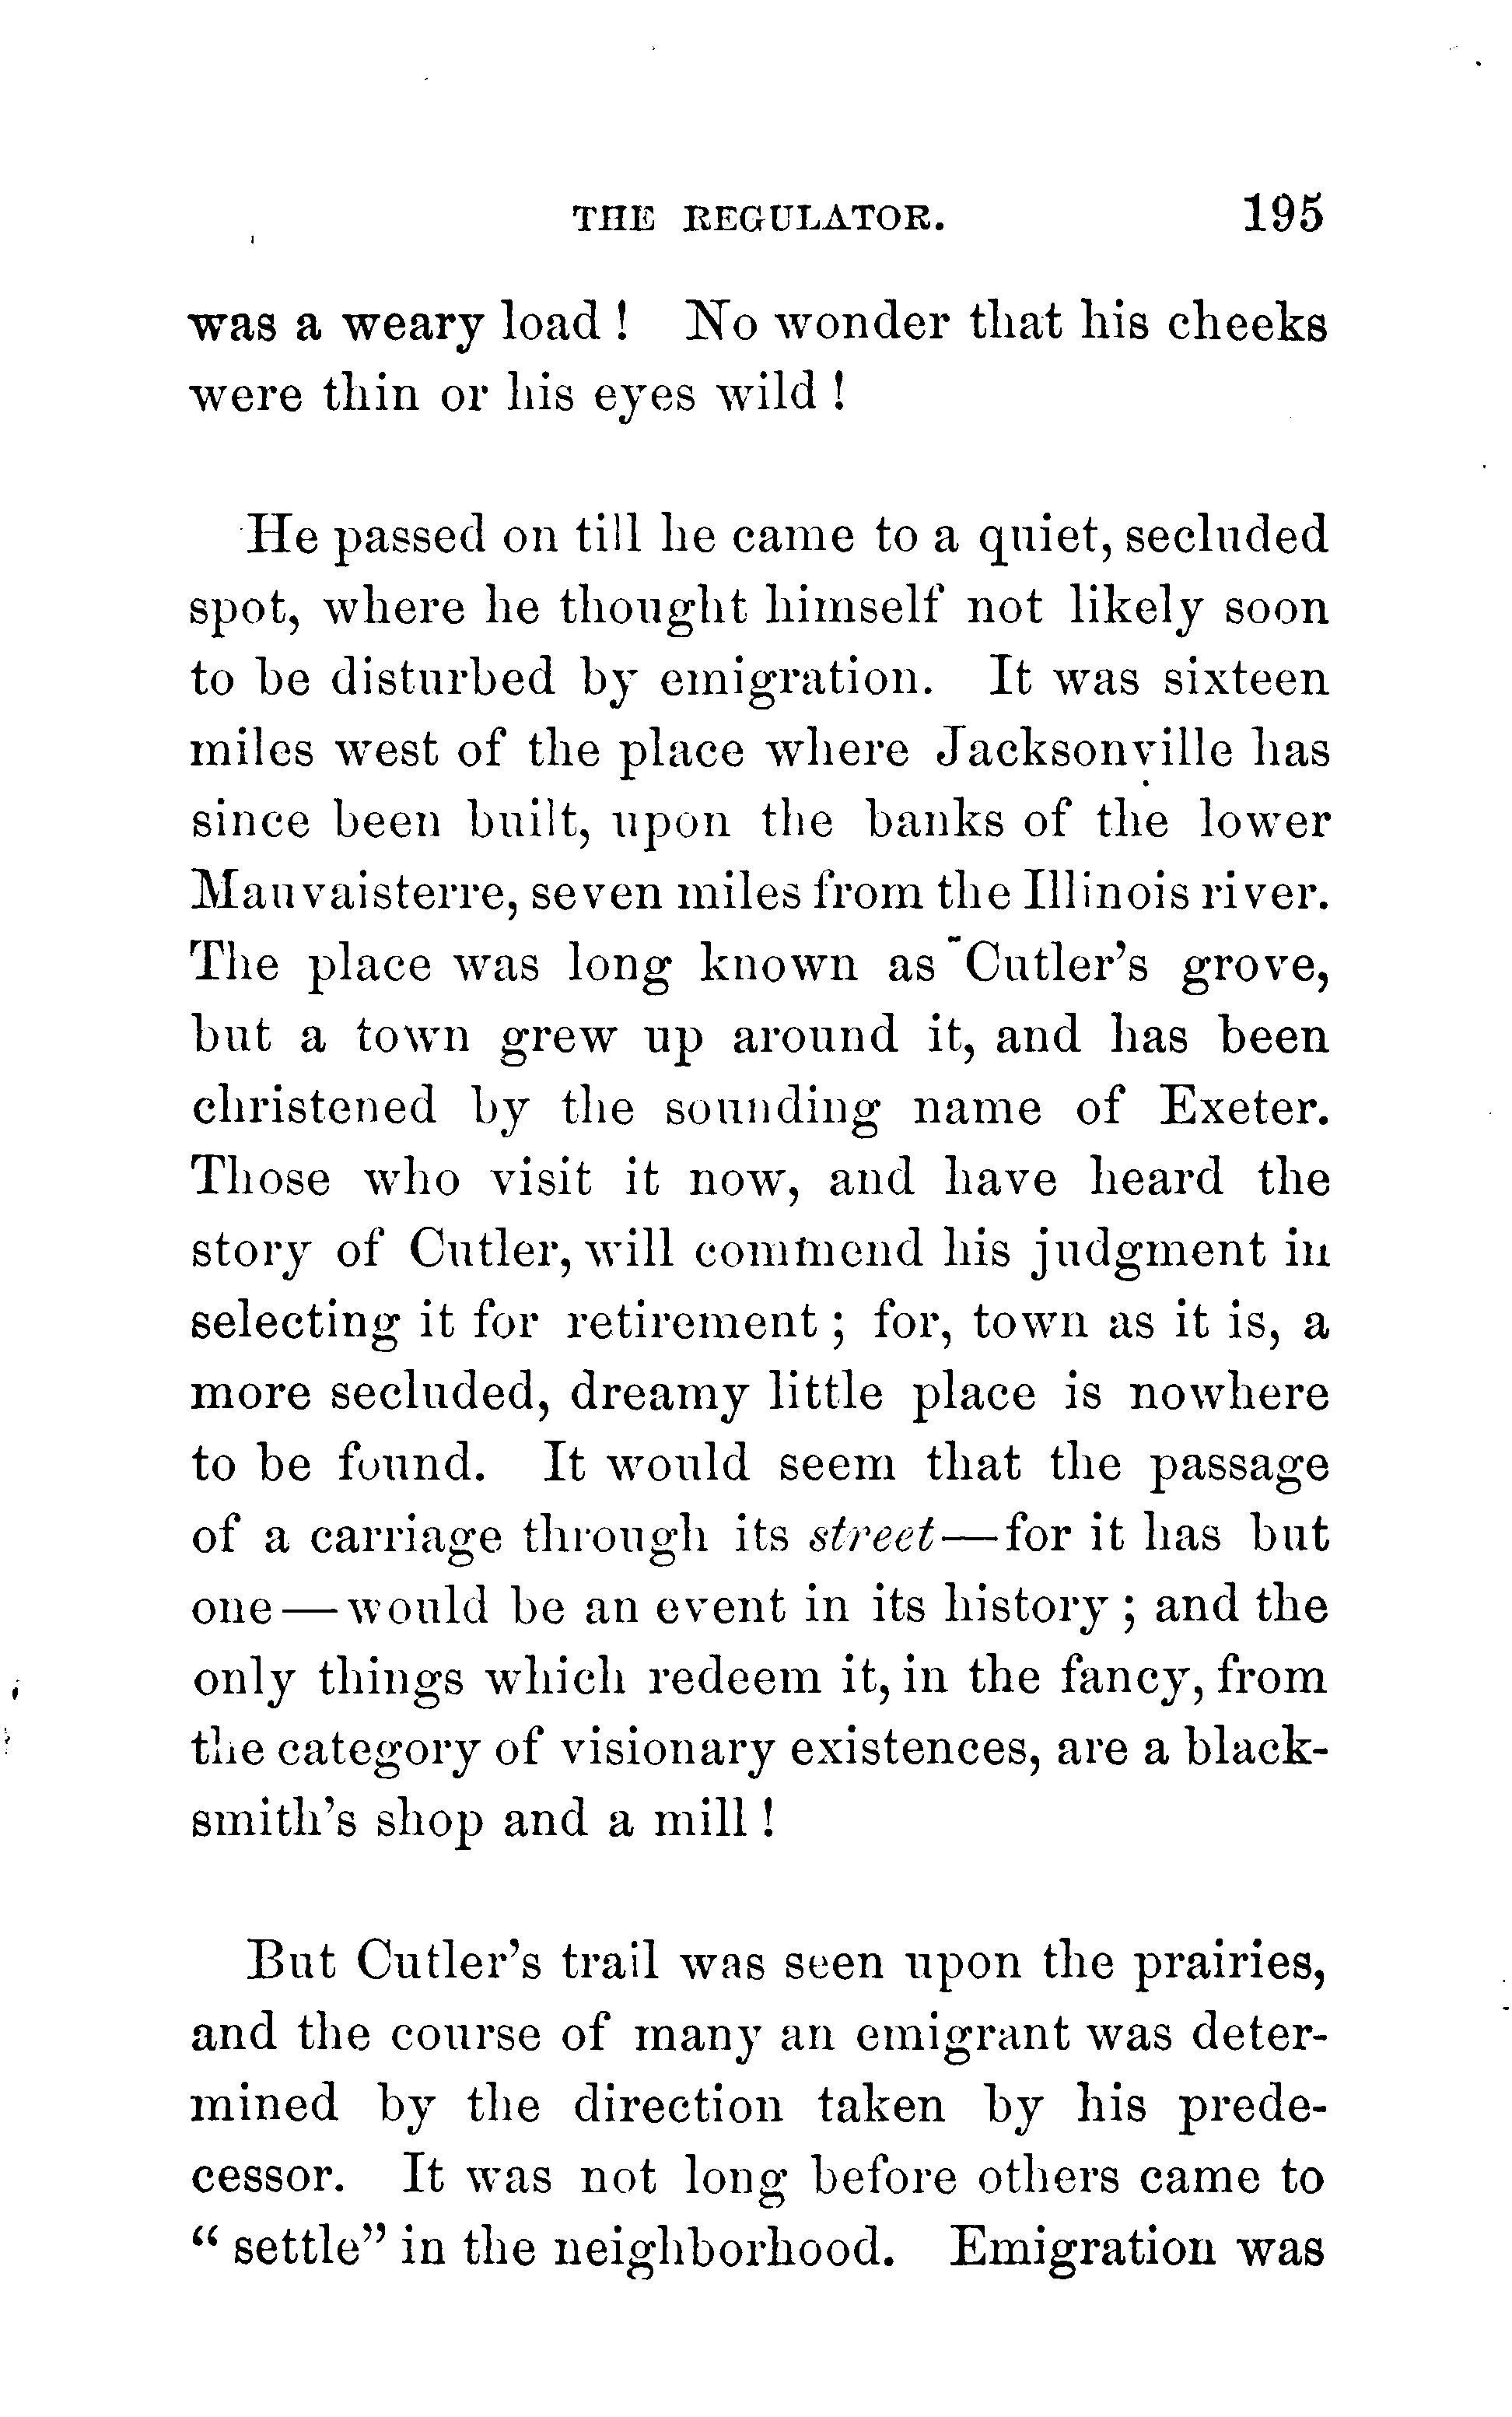 THE REGULATOR. 195
was a weary load ! No wonder that his cheeks
were thin or his eyes wild !
He passed on till he came to a quiet, secluded
spot, where he thought himself not likely soon
to be disturbed by emigration. It was sixteen
miles west of the place where Jacksonville has
since been built, upon the banks of the lower
Mauvaisterre, seven miles from the Illinois river.
The place was long known as Cutler's grove,
but a town grew up around it, and has been
christened by the sounding name of Exeter.
Those who visit it now, and have heard the
story of Cutler, will commend his judgment in
selecting it for retirement ; for, town as it is, a
more secluded, dreamy little place is nowhere
to be found. It would seem that the passage
of a carriage through its street—for it has but
one—would be an event in its history ; and the
only things which redeem it, in the fancy, from
the category of visionary existences, are a black-
smith's shop and a mill !
But Cutler's trail was seen upon the prairies,
and the course of many an emigrant was deter-
mined by the direction taken by his prede-
cessor. It was not long before others came to
“ settle” in the neighborhood. Emigration was